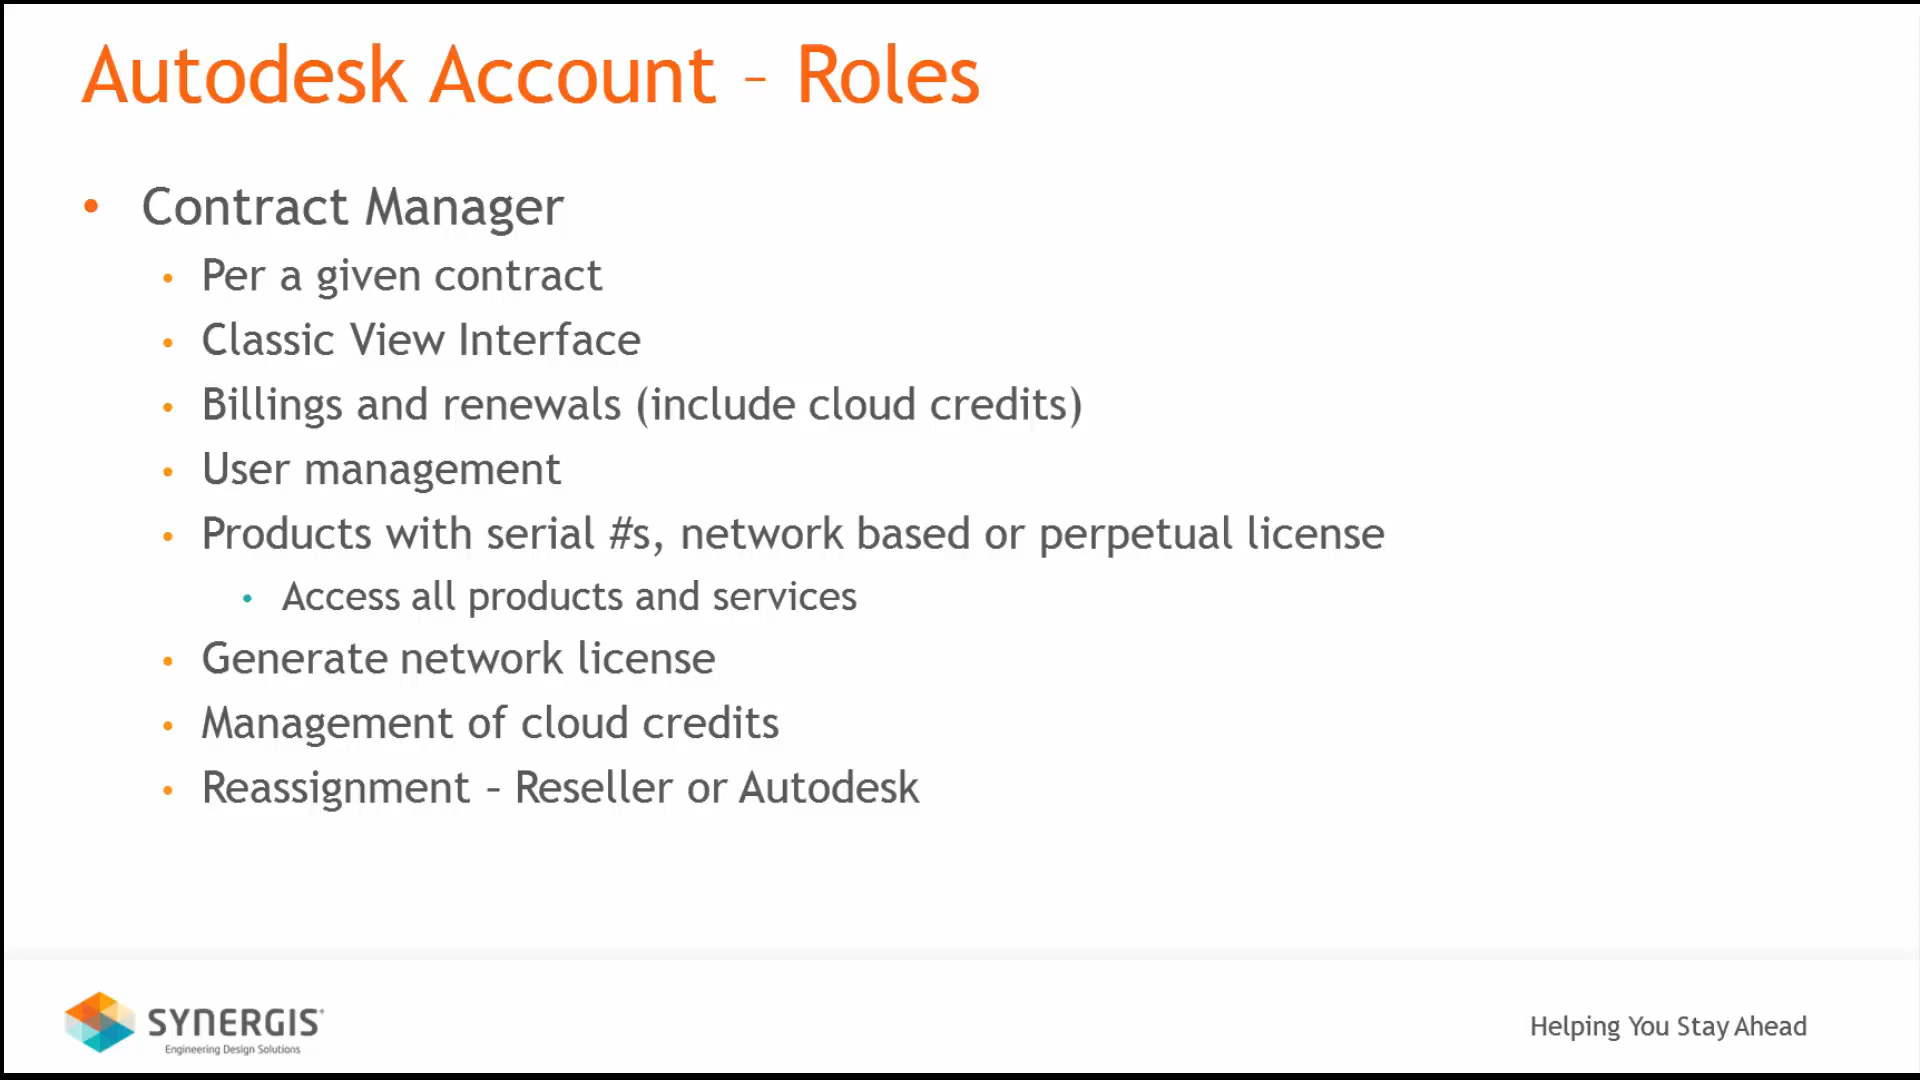 Autodesk Account – Roles
• Contract Manager
• Per a given contract
• Classic View Interface
• Billings and renewals (include cloud credits)
• User management
• Products with serial #s, network based or perpetual license
• Access all products and services
• Generate network license
• Management of cloud credits
• Reassignment – Reseller or Autodesk
SYNERGIS
Engineering Design Solutions
Helping You Stay Ahead